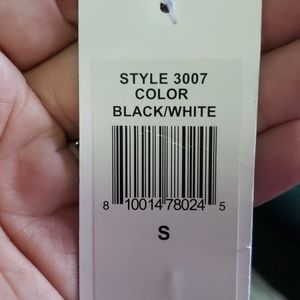 STYLE 3007
COLOR
BLACK/WHITE
8 10014 78024 5
S